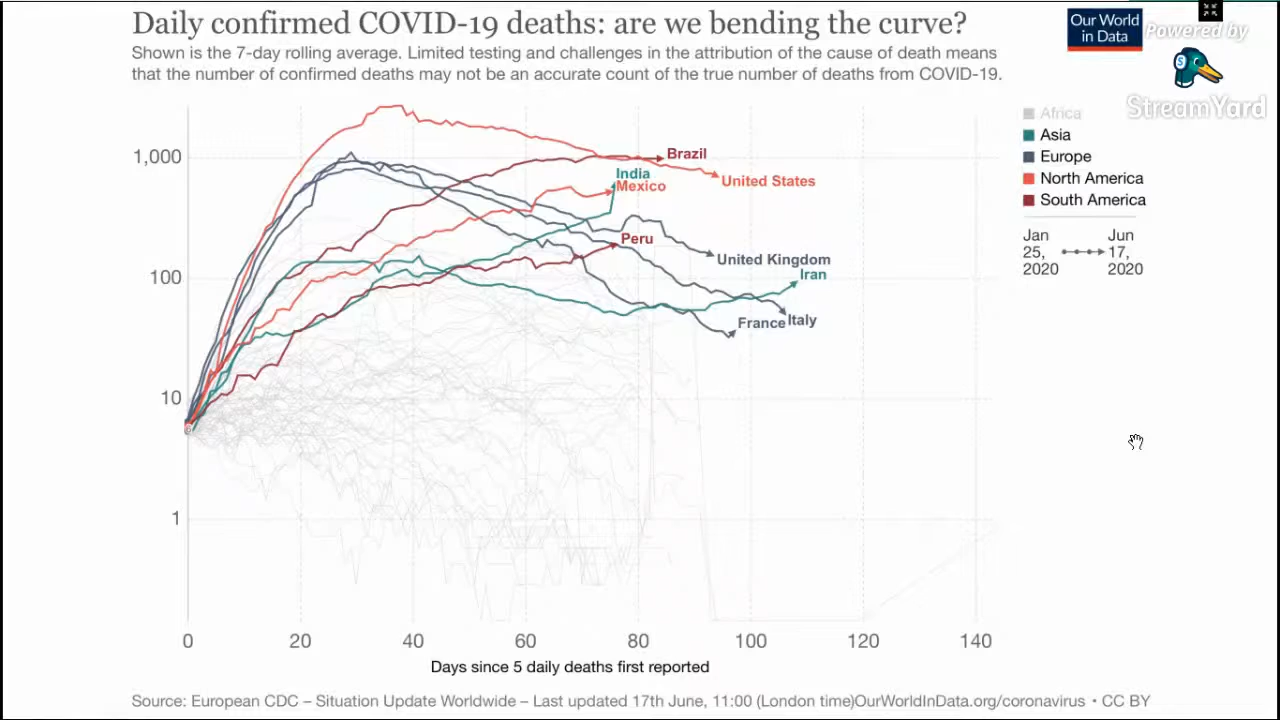 Daily confirmed COVID-19 deaths: are we bending the curve?
Shown is the 7-day rolling average. Limited testing and challenges in the attribution of the cause of death means
that the number of confirmed deaths may not be an accurate count of the true number of deaths from COVID-19.
Our World
in Data
Powered by
StreamYard
Africa
Asia
Europe
North America
South America
Jan
25,
2020
Jun
17,
2020
1,000
100
10
1
Brazil
India
Mexico
United States
Peru
United Kingdom
Iran
France
Italy
0
20
40
60
80
100
120
140
Days since 5 daily deaths first reported
Source: European CDC – Situation Update Worldwide – Last updated 17th June, 11:00 (London time)
OurWorldInData.org/coronavirus • CC BY